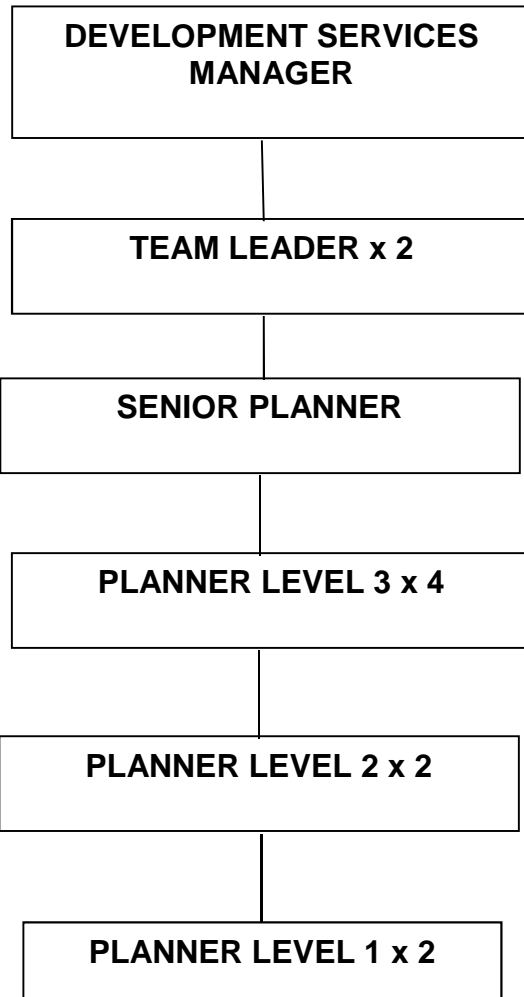 DEVELOPMENT SERVICES
MANAGER
TEAM LEADER x 2
SENIOR PLANNER
PLANNER LEVEL 3 x 4
PLANNER LEVEL 2 x 2
PLANNER LEVEL 1 x 2